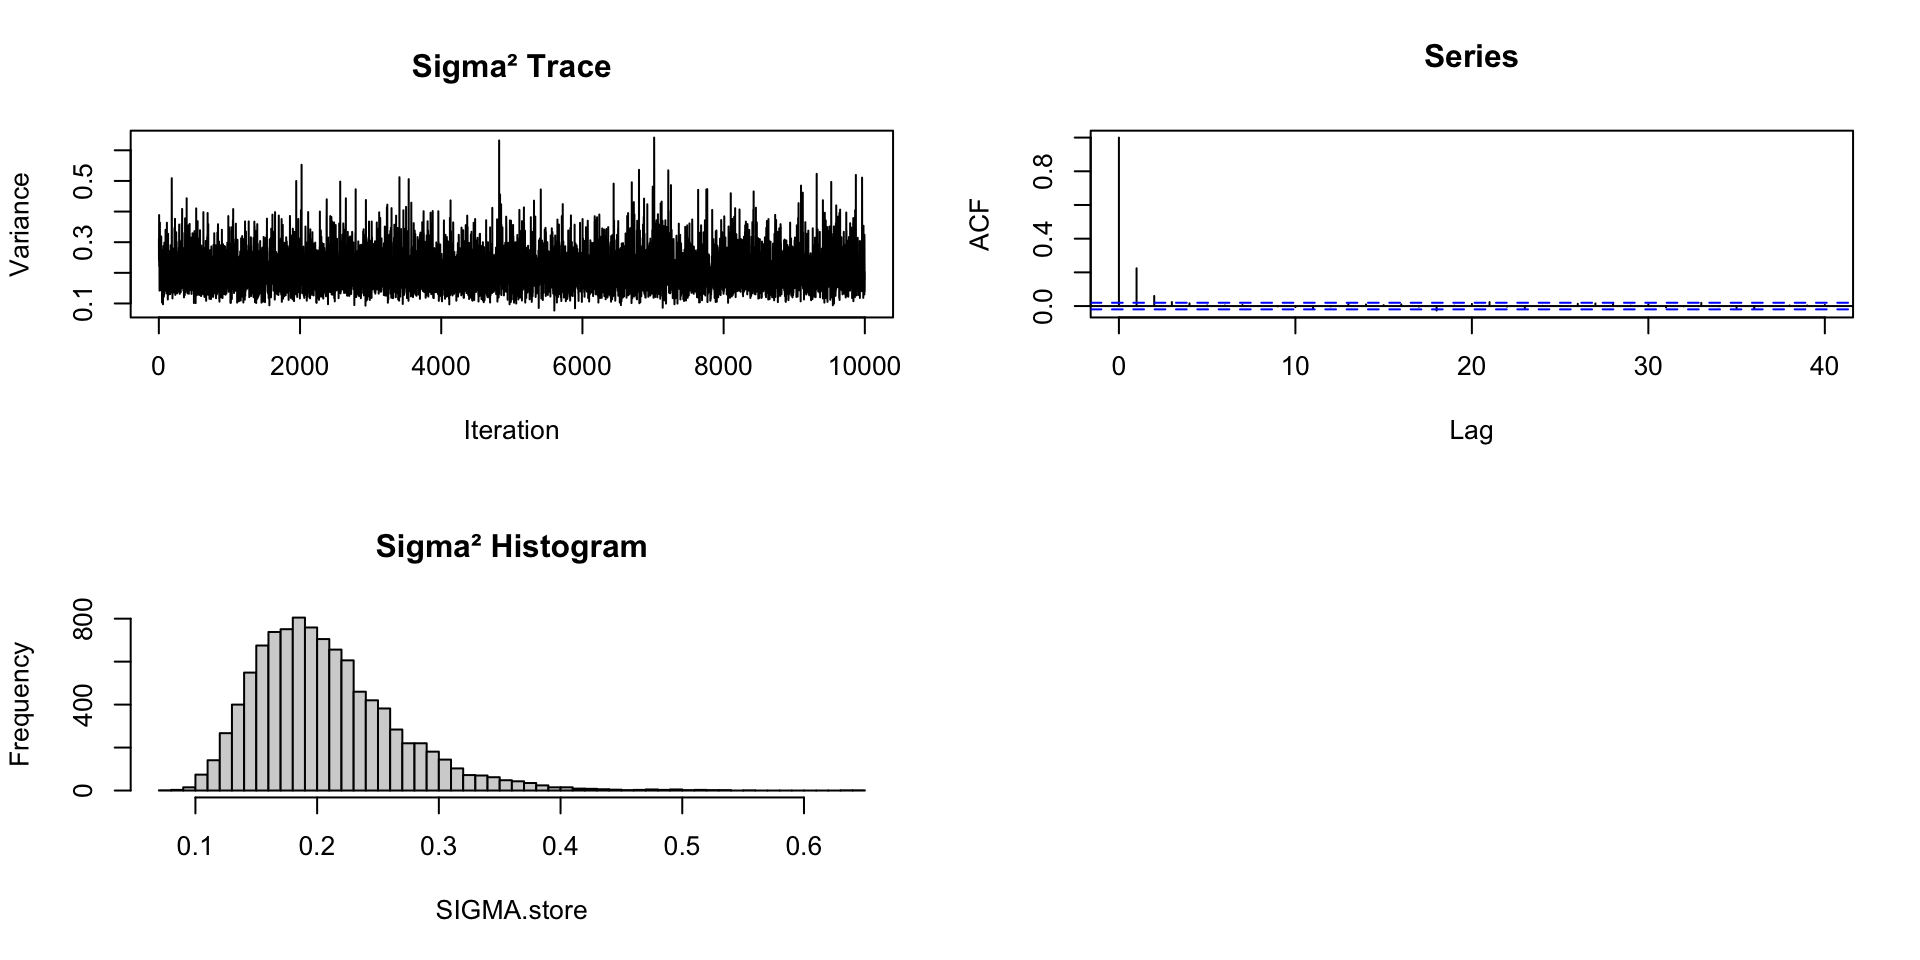 Sigma² Trace
Variance
0.1 0.3 0.5
0 2000 4000 6000 8000 10000
Iteration
Series
ACF
0.0 0.4 0.8
0 10 20 30 40
Lag
Sigma² Histogram
Frequency
0 400 800
0.1 0.2 0.3 0.4 0.5 0.6
SIGMA.store